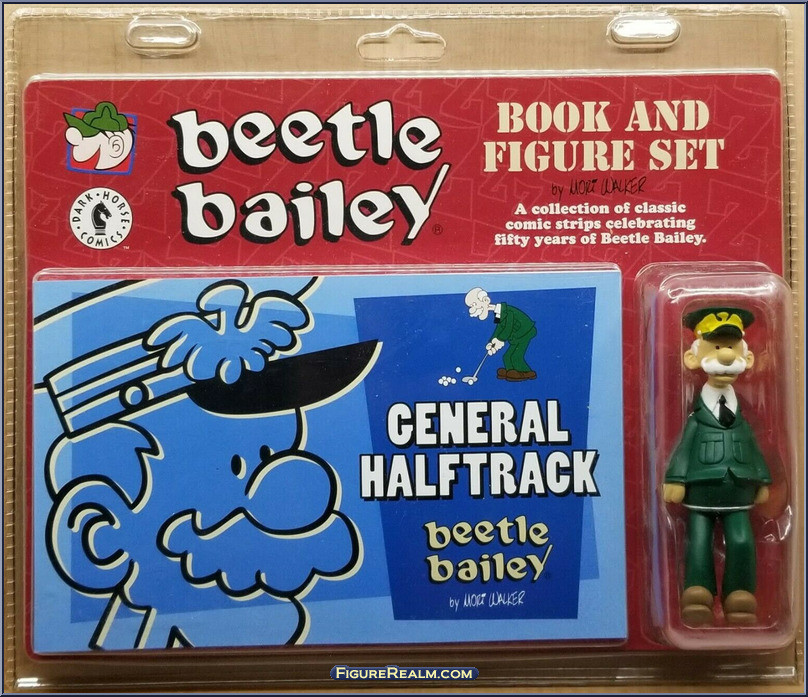 beetle
bailey®
BOOK AND
FIGURE SET
by MORT WALKER
A collection of classic
comic strips celebrating
fifty years of Beetle Bailey.
DARK HORSE
COMICS
™
GENERAL
HALFTRACK
beetle
bailey
by MORT WALKER
FIGUREREALM.COM